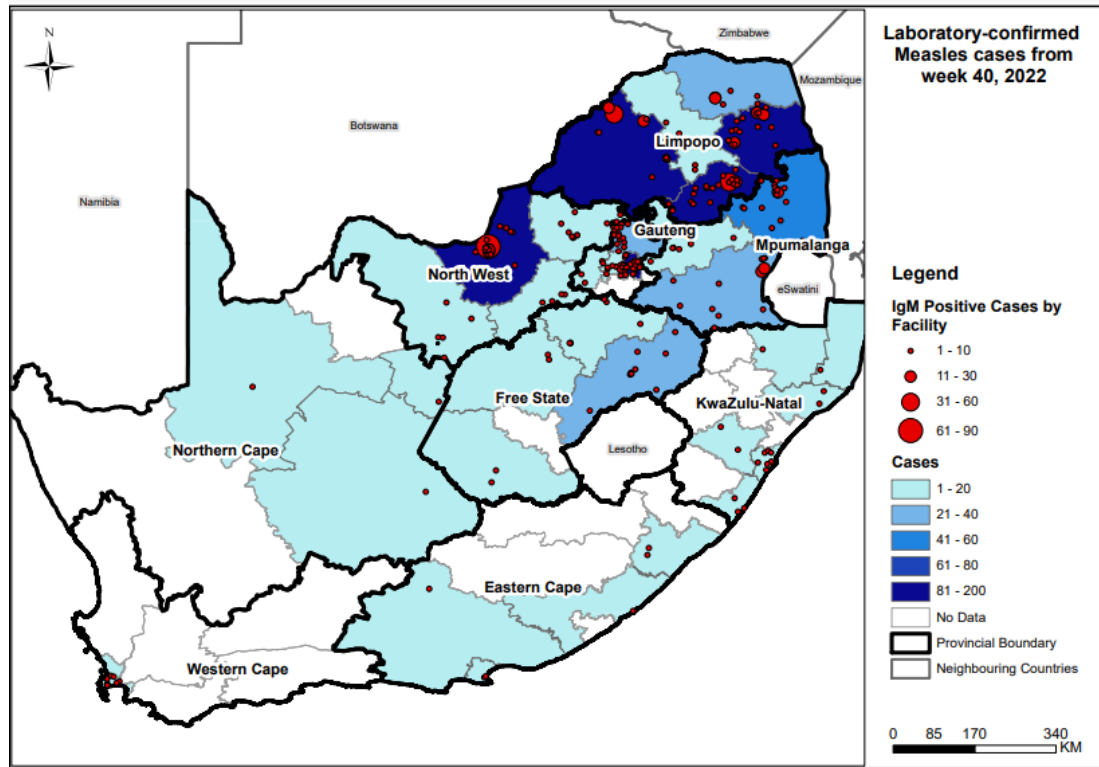 N
Zimbabwe
Mozambique
Botswana
Limpopo
Namibia
Gauteng
Mpumalanga
North West
eSwatini
Free State
KwaZulu-Natal
Northern Cape
Lesotho
Eastern Cape
Western Cape
Laboratory-confirmed
Measles cases from
week 40, 2022
Legend
IgM Positive Cases by
Facility
1 - 10
11 - 30
31 - 60
61 - 90
Cases
1 - 20
21 - 40
41 - 60
61 - 80
81 - 200
No Data
Provincial Boundary
Neighbouring Countries
0 85 170 340
KM